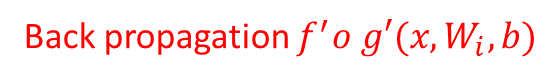 Back propagation f′o g′(x, Wᵢ, b)